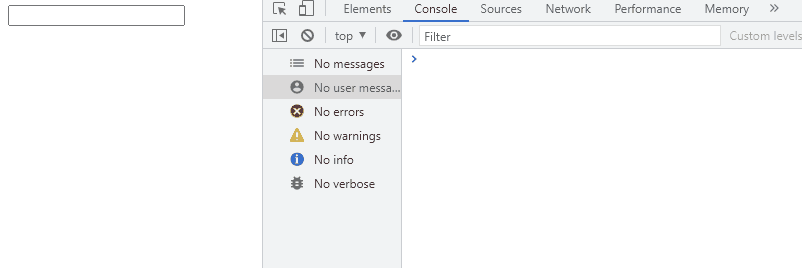 Elements Console Sources Network Performance Memory »
top ▼ Filter Custom levels
No messages
No user messa...
No errors
No warnings
No info
No verbose